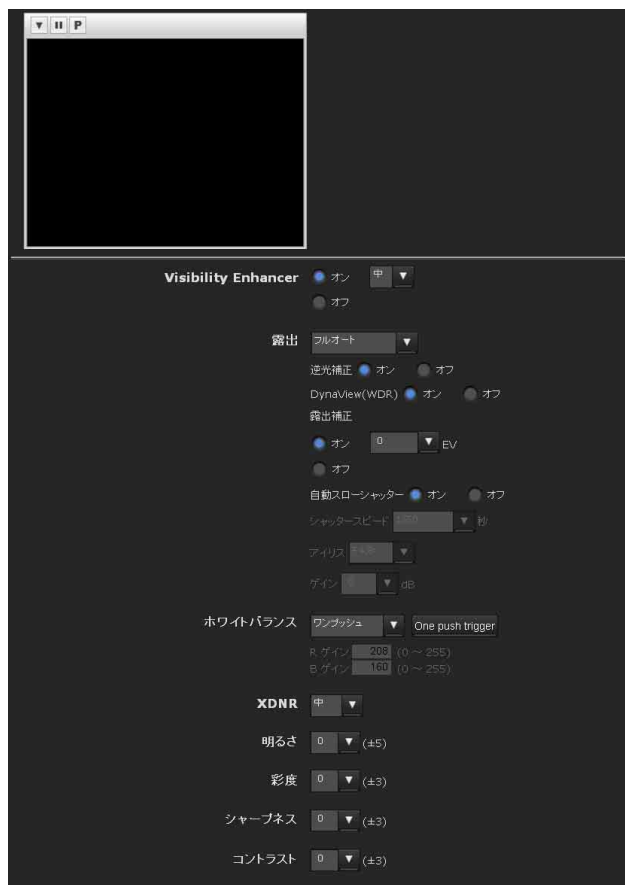 P
Visibility Enhancer オン 中
オフ
露出 フルオート
逆光補正 オン オフ
DynaView(WDR) オン オフ
露出補正
オン 0 EV
オフ
自動スローシャッター オン オフ
シャッタースピード 秒
アイリス
ゲイン dB
ホワイトバランス ワンプッシュ One push trigger
R ゲイン 208 (0 ～ 255)
B ゲイン 160 (0 ～ 255)
XDNR 中
明るさ 0 (±5)
彩度 0 (±3)
シャープネス 0 (±3)
コントラスト 0 (±3)